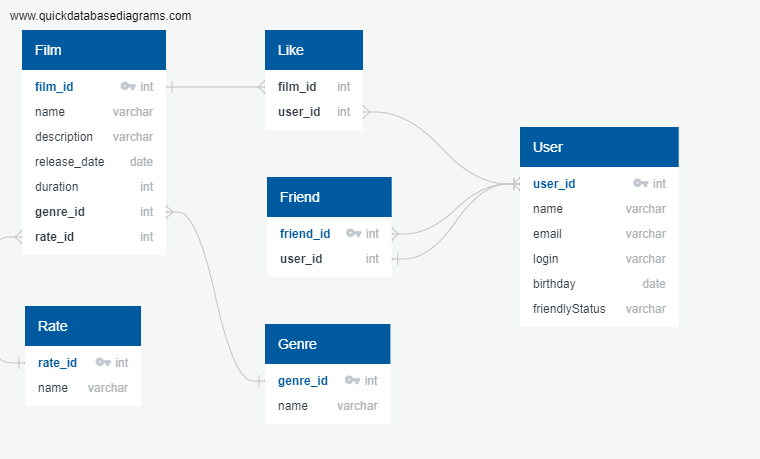 www.quickdatabasediagrams.com
Film
film_id int
name varchar
description varchar
release_date date
duration int
genre_id int
rate_id int
Like
film_id int
user_id int
User
user_id int
name varchar
email varchar
login varchar
birthday date
friendlyStatus varchar
Friend
friend_id int
user_id int
Rate
rate_id int
name varchar
Genre
genre_id int
name varchar